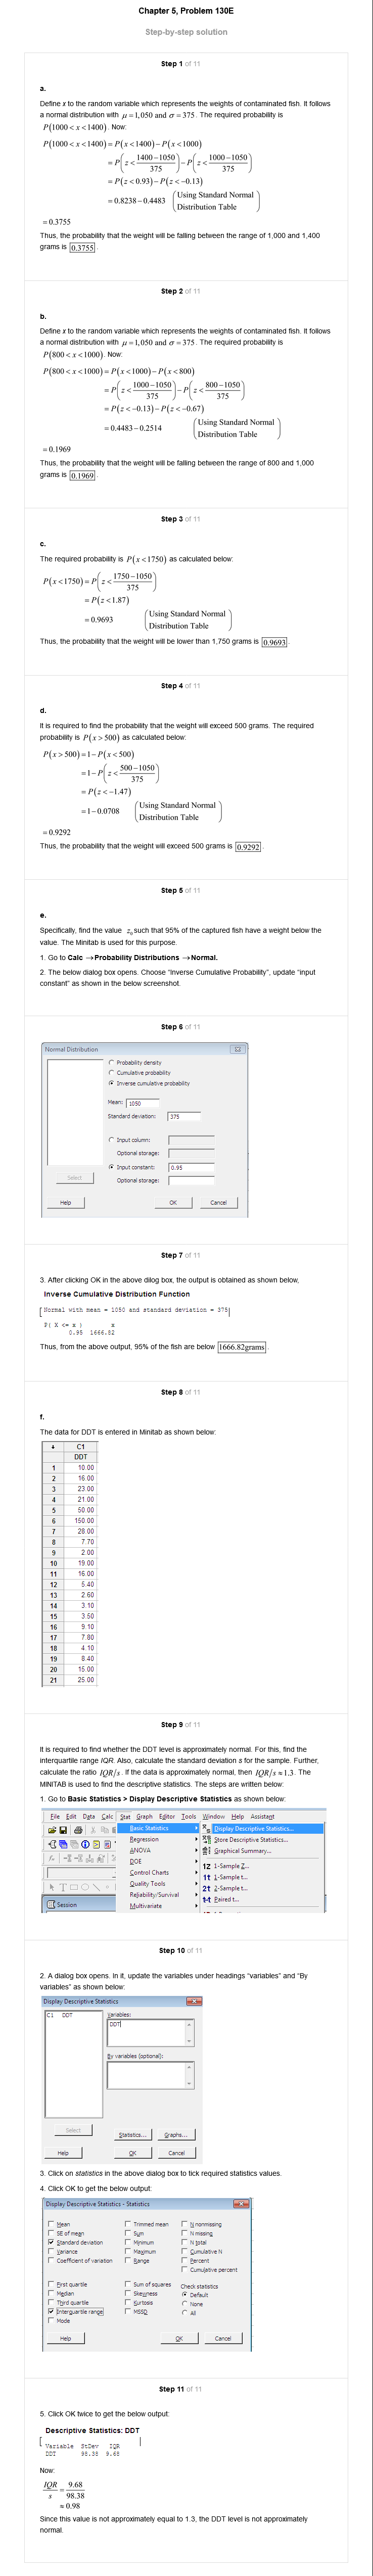 Chapter 5, Problem 130E
Step-by-step solution
Step 1 of 11
a.
Define x to the random variable which represents the weights of contaminated fish. It follows
a normal distribution with μ = 1,050 and σ = 375. The required probability is
P(1000 < x < 1400). Now:
P(1000 < x < 1400) = P(x < 1400) − P(x < 1000)
= P(z < (1400 − 1050)/375) − P(z < (1000 − 1050)/375)
= P(z < 0.93) − P(z < −0.13)
= 0.8238 − 0.4483 (Using Standard Normal
Distribution Table)
= 0.3755
Thus, the probability that the weight will be falling between the range of 1,000 and 1,400
grams is 0.3755.
Step 2 of 11
b.
Define x to the random variable which represents the weights of contaminated fish. It follows
a normal distribution with μ = 1,050 and σ = 375. The required probability is
P(800 < x < 1000). Now:
P(800 < x < 1000) = P(x < 1000) − P(x < 800)
= P(z < (1000 − 1050)/375) − P(z < (800 − 1050)/375)
= P(z < −0.13) − P(z < −0.67)
= 0.4483 − 0.2514 (Using Standard Normal
Distribution Table)
= 0.1969
Thus, the probability that the weight will be falling between the range of 800 and 1,000
grams is 0.1969.
Step 3 of 11
c.
The required probability is P(x < 1750) as calculated below:
P(x < 1750) = P(z < (1750 − 1050)/375)
= P(z < 1.87)
= 0.9693 (Using Standard Normal
Distribution Table)
Thus, the probability that the weight will be lower than 1,750 grams is 0.9693.
Step 4 of 11
d.
It is required to find the probability that the weight will exceed 500 grams. The required
probability is P(x > 500) as calculated below:
P(x > 500) = 1 − P(x < 500)
= 1 − P(z < (500 − 1050)/375)
= P(z < −1.47)
= 1 − 0.0708 (Using Standard Normal
Distribution Table)
= 0.9292
Thus, the probability that the weight will exceed 500 grams is 0.9292.
Step 5 of 11
e.
Specifically, find the value z₀ such that 95% of the captured fish have a weight below the
value. The Minitab is used for this purpose.
1. Go to Calc → Probability Distributions → Normal.
2. The below dialog box opens. Choose “Inverse Cumulative Probability”, update “input
constant” as shown in the below screenshot.
Step 6 of 11
Normal Distribution
Probability density
Cumulative probability
Inverse cumulative probability
Mean: 1050
Standard deviation: 375
Input column:
Optional storage:
Input constant: 0.95
Optional storage:
Select
Help OK Cancel
Step 7 of 11
3. After clicking OK in the above dilog box, the output is obtained as shown below,
Inverse Cumulative Distribution Function
Normal with mean = 1050 and standard deviation = 375
P( X <= x ) x
0.95 1666.82
Thus, from the above output, 95% of the fish are below 1666.82grams.
Step 8 of 11
f.
The data for DDT is entered in Minitab as shown below:
↓ C1
DDT
1 10.00
2 16.00
3 23.00
4 21.00
5 50.00
6 150.00
7 28.00
8 7.70
9 2.00
10 19.00
11 16.00
12 5.40
13 2.60
14 3.10
15 3.50
16 9.10
17 7.80
18 4.10
19 8.40
20 15.00
21 25.00
Step 9 of 11
It is required to find whether the DDT level is approximately normal. For this, find the
interquartile range IQR. Also, calculate the standard deviation s for the sample. Further,
calculate the ratio IQR/s. If the data is approximately normal, then IQR/s ≈ 1.3. The
MINITAB is used to find the descriptive statistics. The steps are written below:
1. Go to Basic Statistics > Display Descriptive Statistics as shown below:
File Edit Data Calc Stat Graph Editor Tools Window Help Assistant
Basic Statistics
Regression
ANOVA
DOE
Control Charts
Quality Tools
Reliability/Survival
Multivariate
Display Descriptive Statistics...
Store Descriptive Statistics...
Graphical Summary...
1-Sample Z...
1-Sample t...
2-Sample t...
Paired t...
Session
Step 10 of 11
2. A dialog box opens. In it, update the variables under headings “variables” and “By
variables” as shown below:
Display Descriptive Statistics
C1 DDT
Variables:
DDT
By variables (optional):
Select
Statistics... Graphs...
Help OK Cancel
3. Click on statistics in the above dialog box to tick required statistics values.
4. Click OK to get the below output:
Display Descriptive Statistics - Statistics
Mean Trimmed mean N nonmissing
SE of mean Sum N missing
Standard deviation Minimum N total
Variance Maximum Cumulative N
Coefficient of variation Range Percent
Cumulative percent
First quartile Sum of squares Check statistics
Median Skewness Default
Third quartile Kurtosis None
Interquartile range MSSD All
Mode
Help OK Cancel
Step 11 of 11
5. Click OK twice to get the below output:
Descriptive Statistics: DDT
Variable StDev IQR
DDT 98.38 9.68
Now:
IQR/s = 9.68/98.38
≈ 0.98
Since this value is not approximately equal to 1.3, the DDT level is not approximately
normal.